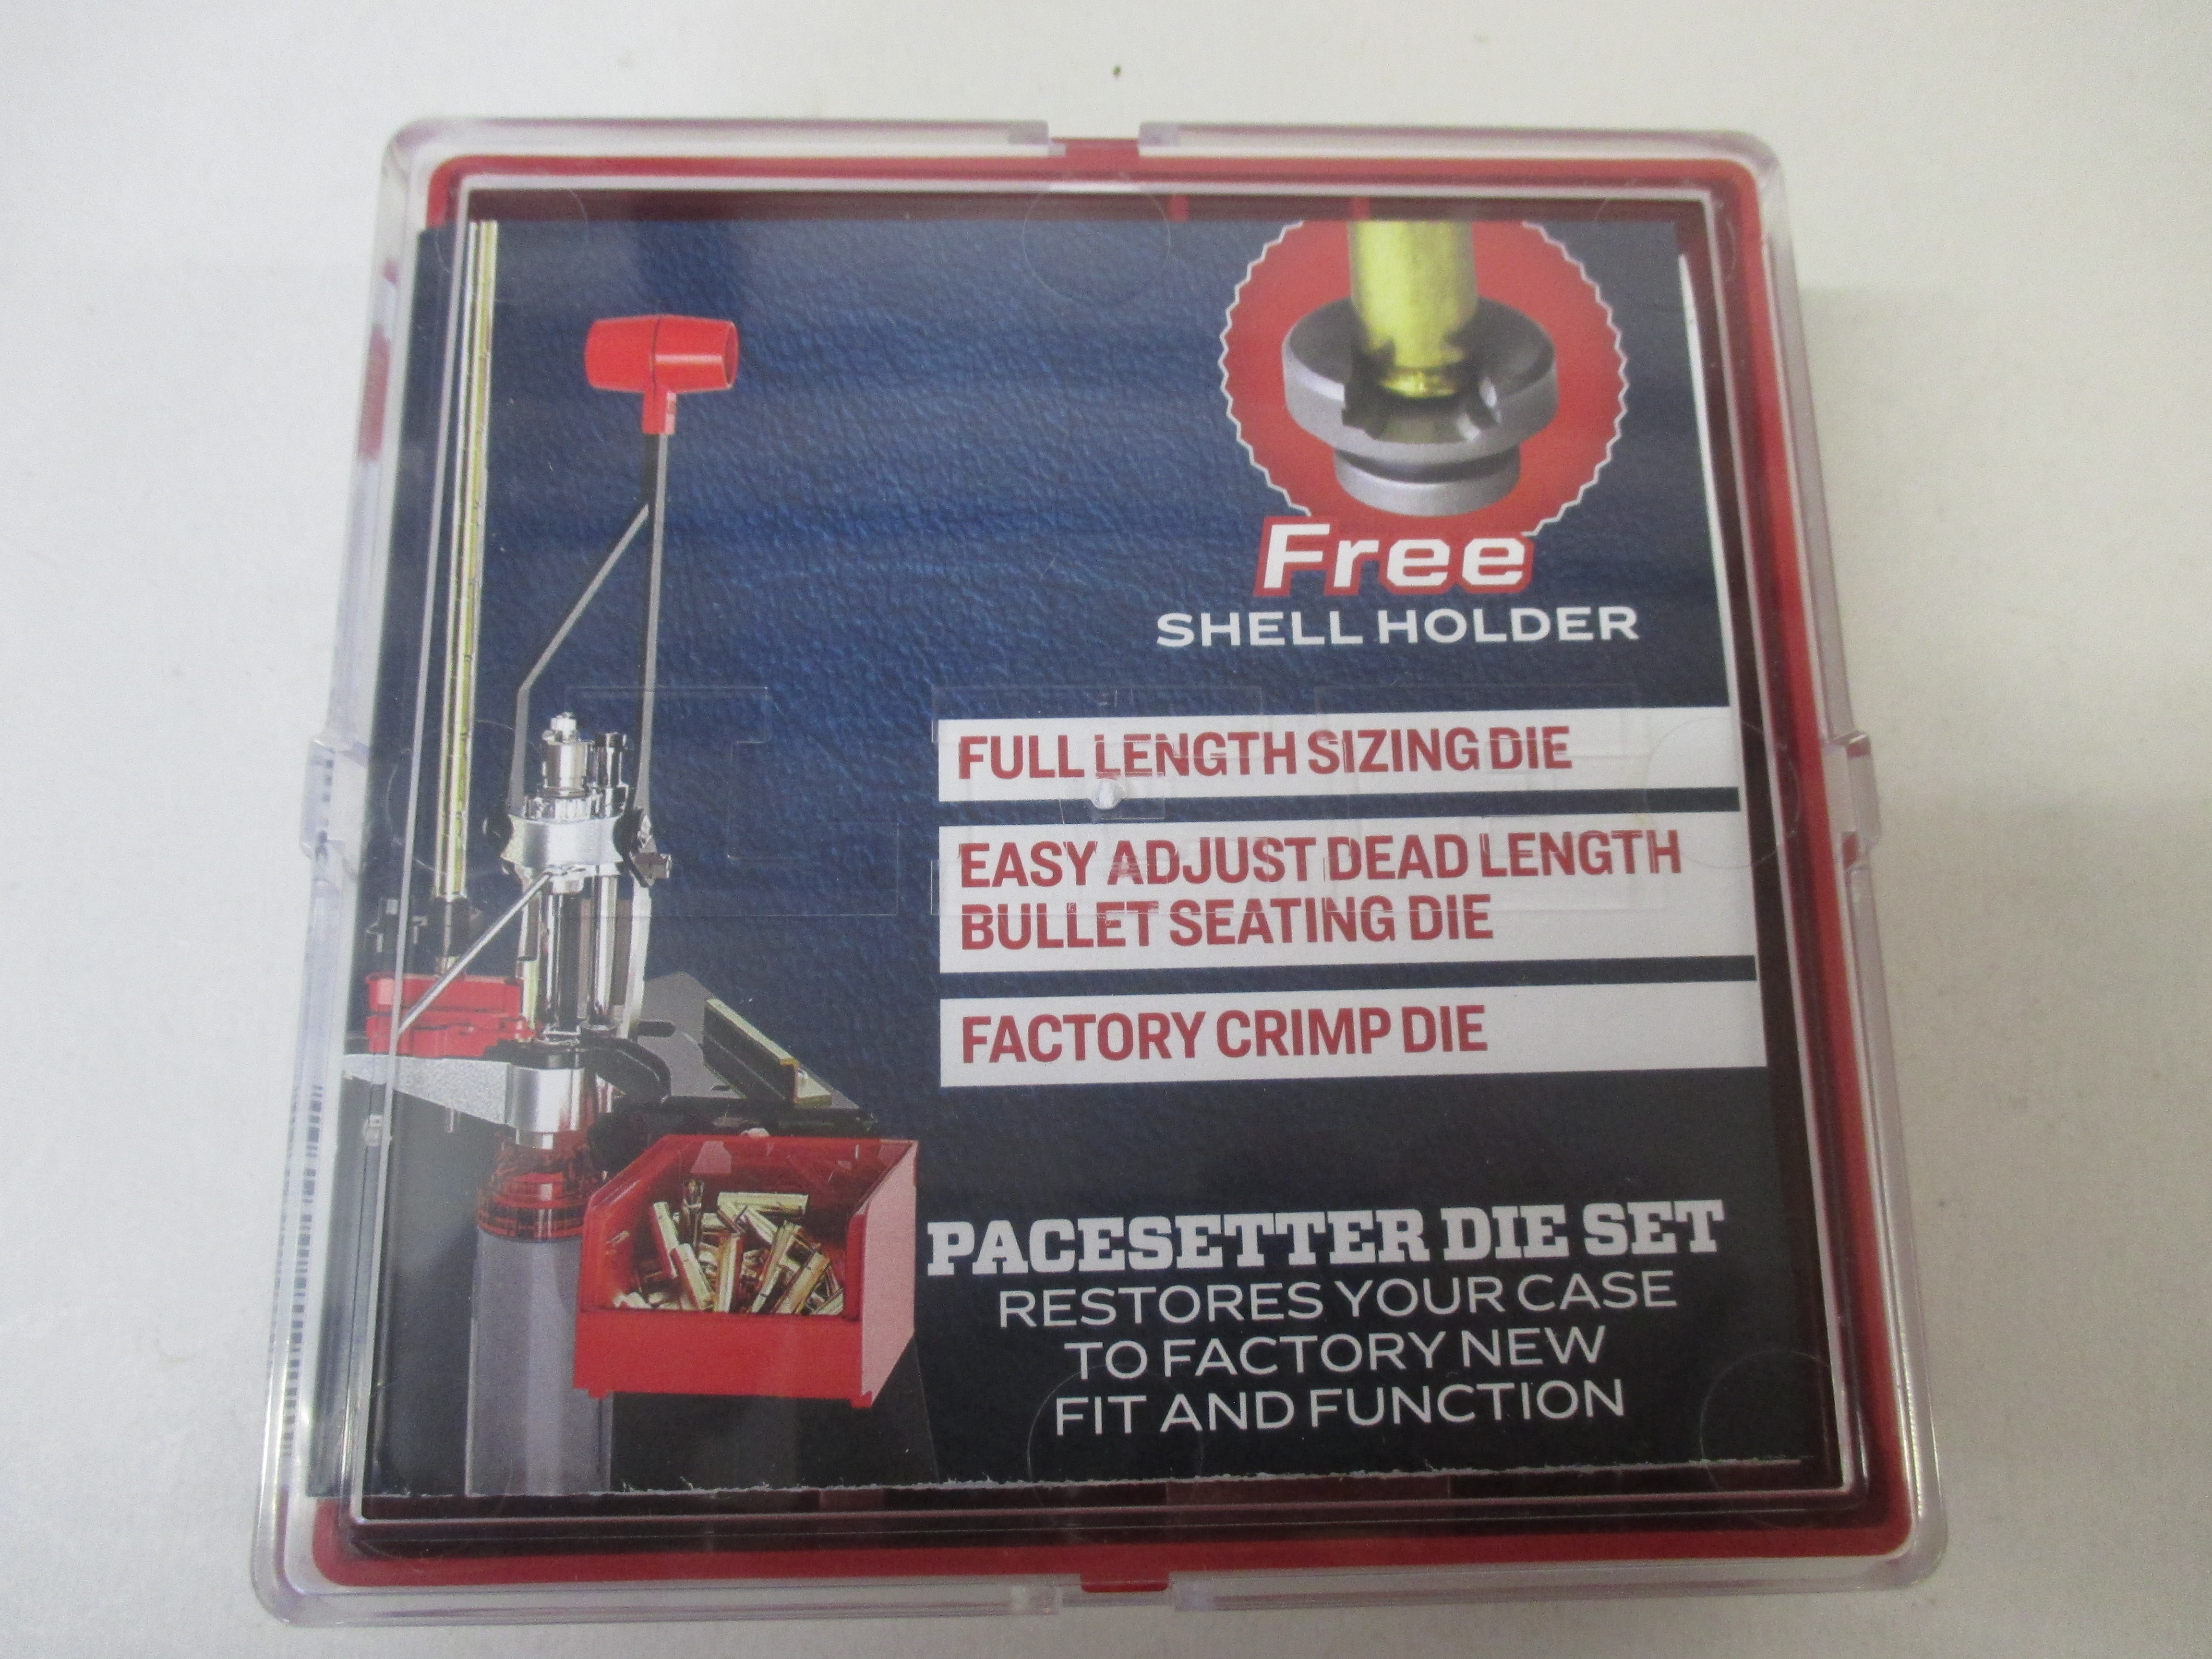 Free
SHELL HOLDER
FULL LENGTH SIZING DIE
EASY ADJUST DEAD LENGTH
BULLET SEATING DIE
FACTORY CRIMP DIE
PACESETTER DIE SET
RESTORES YOUR CASE
TO FACTORY NEW
FIT AND FUNCTION